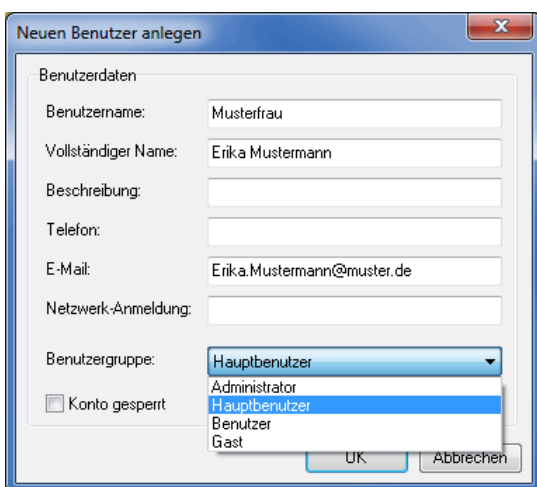 Neuen Benutzer anlegen
Benutzerdaten
Benutzername: Musterfrau
Vollständiger Name: Erika Mustermann
Beschreibung:
Telefon:
E-Mail: Erika.Mustermann@muster.de
Netzwerk-Anmeldung:
Benutzergruppe: Hauptbenutzer
Administrator
Konto gesperrt Hauptbenutzer
Benutzer
Gast
OK Abbrechen